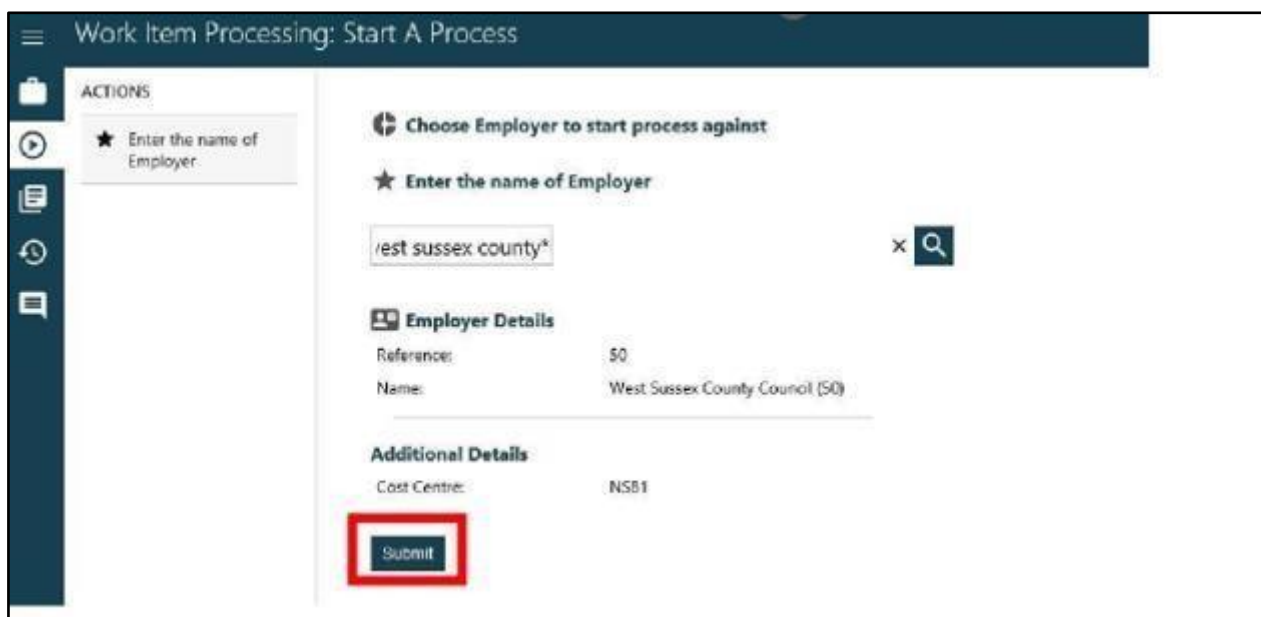 Work Item Processing: Start A Process
ACTIONS
Enter the name of
Employer
Choose Employer to start process against
Enter the name of Employer
est sussex county*
Employer Details
Reference: 50
Name: West Sussex County Council (50)
Additional Details
Cost Centre: NS81
Submit